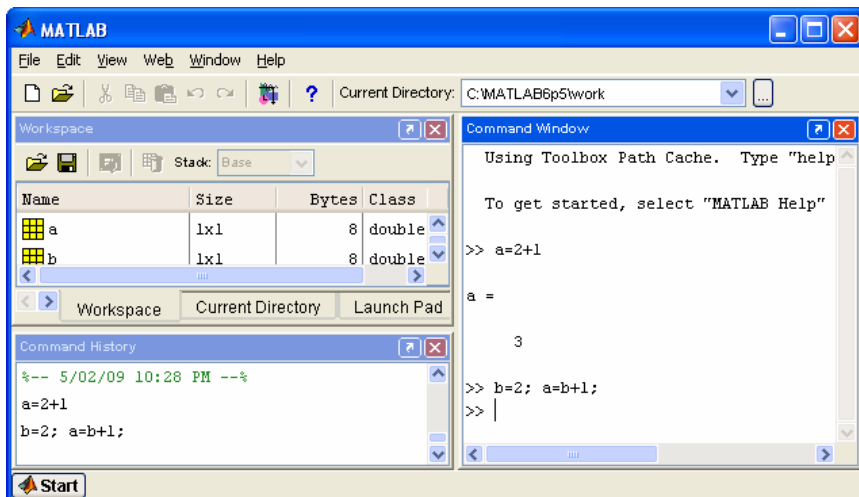 MATLAB
File Edit View Web Window Help
? Current Directory: C:\MATLAB6p5\work ...
Workspace
Stack: Base
Name Size Bytes Class
a 1x1 8 double
b 1x1 8 double
Workspace Current Directory Launch Pad
Command History
%-- 5/02/09 10:28 PM --%
a=2+1
b=2; a=b+1;
Command Window
Using Toolbox Path Cache. Type "help
To get started, select "MATLAB Help"
>> a=2+1
a =
3
>> b=2; a=b+1;
>>
Start